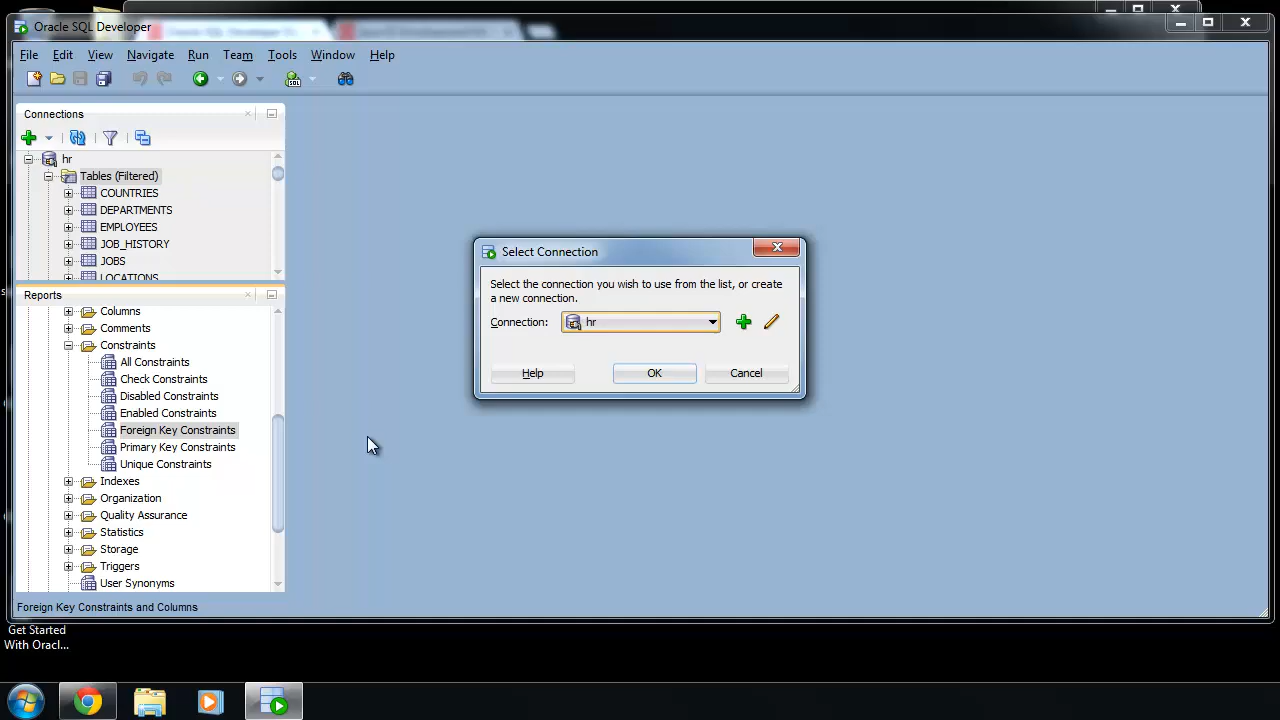 Oracle SQL Developer
File Edit View Navigate Run Team Tools Window Help
SQL
Connections
hr
Tables (Filtered)
COUNTRIES
DEPARTMENTS
EMPLOYEES
JOB_HISTORY
JOBS
LOCATIONS
Reports
Columns
Comments
Constraints
All Constraints
Check Constraints
Disabled Constraints
Enabled Constraints
Foreign Key Constraints
Primary Key Constraints
Unique Constraints
Indexes
Organization
Quality Assurance
Statistics
Storage
Triggers
User Synonyms
Foreign Key Constraints and Columns
Select Connection
Select the connection you wish to use from the list, or create
a new connection.
Connection: hr
Help OK Cancel
Get Started
With Oracl...